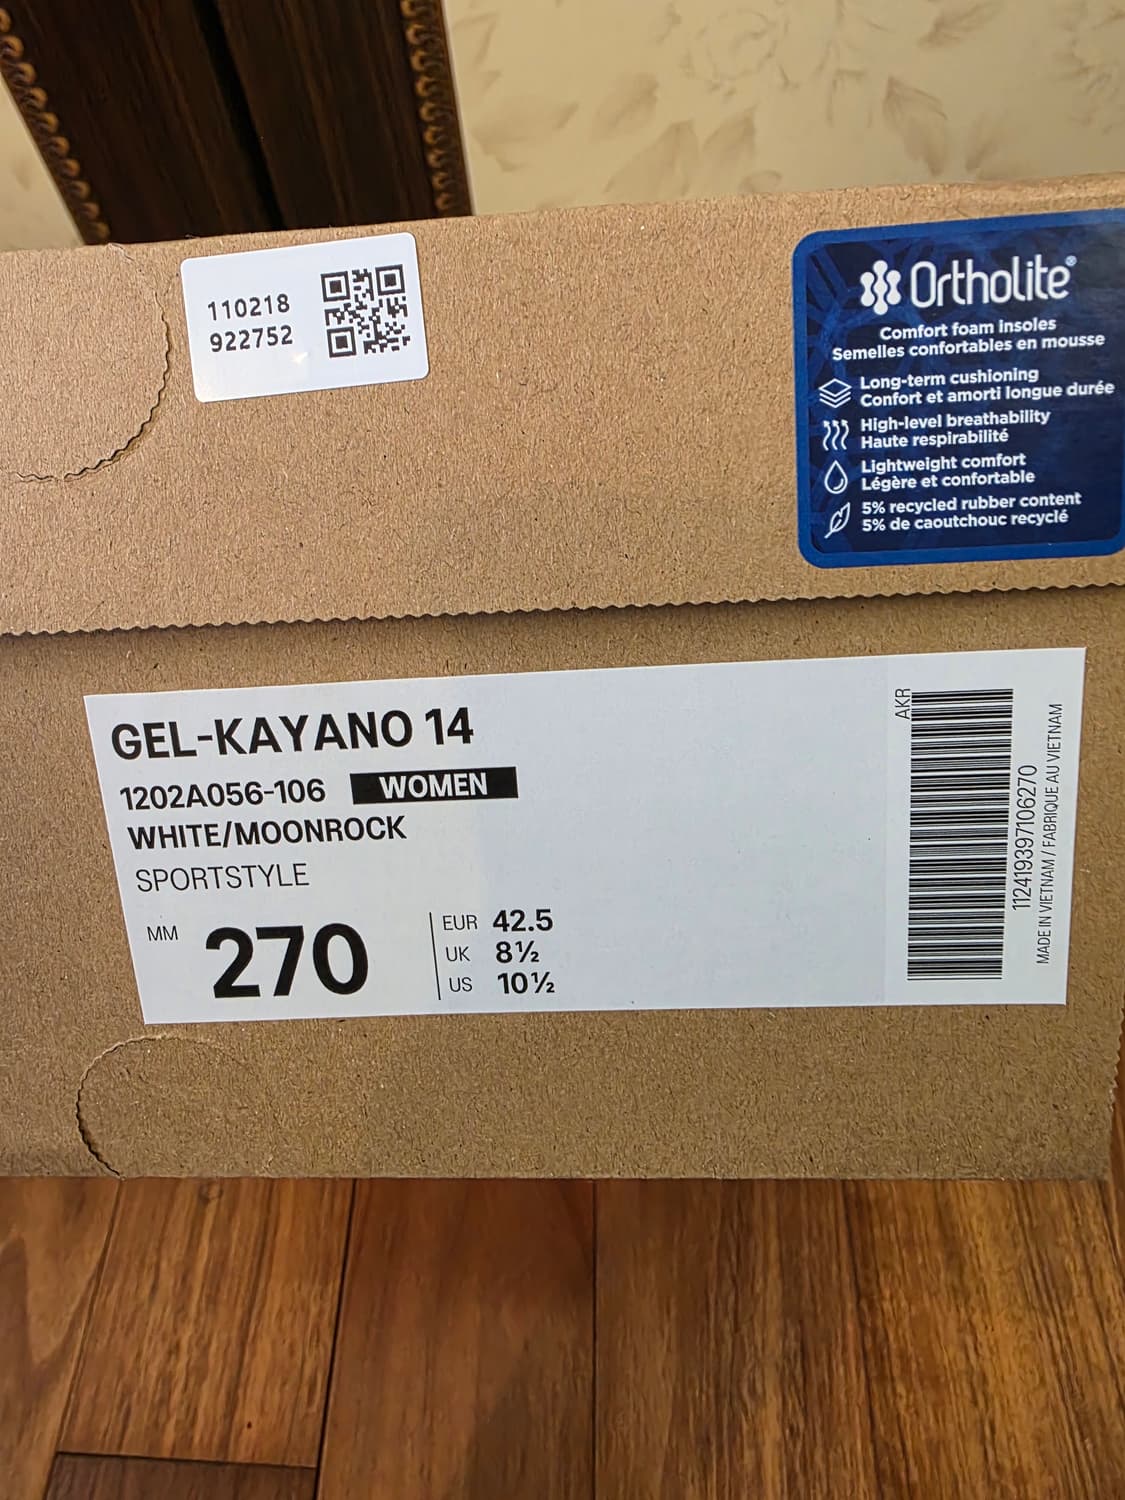 110218
922752
Ortholite®
Comfort foam insoles
Semelles confortables en mousse
Long-term cushioning
Confort et amorti longue durée
High-level breathability
Haute respirabilité
Lightweight comfort
Légère et confortable
5% recycled rubber content
5% de caoutchouc recyclé
GEL-KAYANO 14
1202A056-106 WOMEN
WHITE/MOONROCK
SPORTSTYLE
MM 270
EUR 42.5
UK 8½
US 10½
AKR
11241939710627​0
MADE IN VIETNAM / FABRIQUE AU VIETNAM